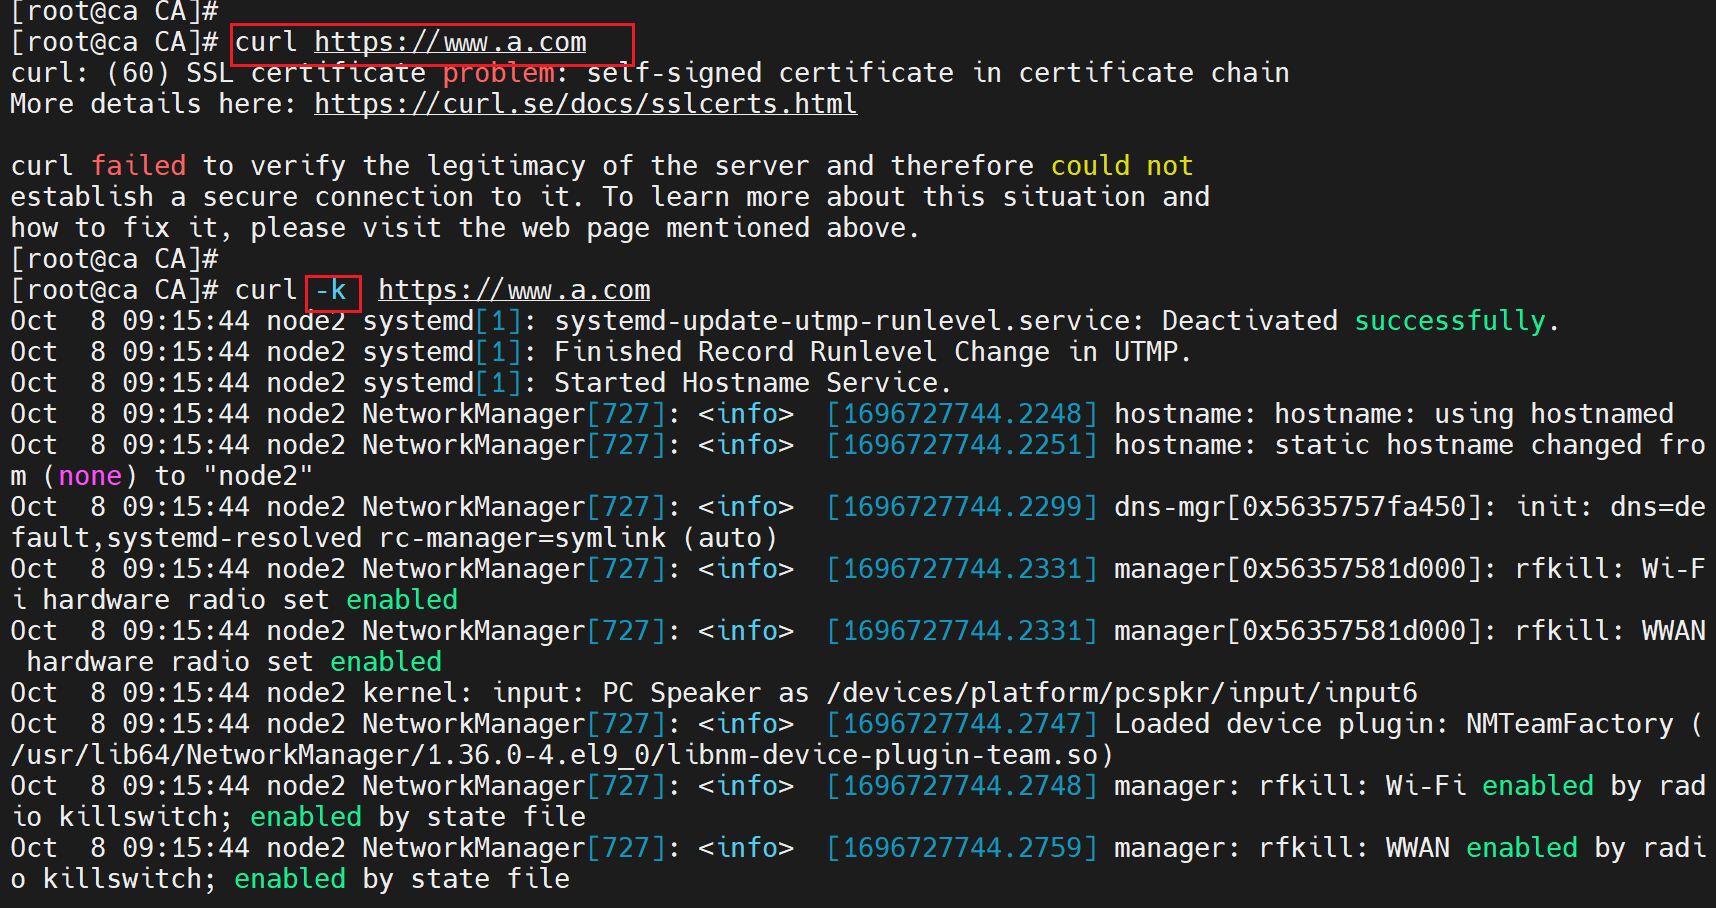 [root@ca CA]#
[root@ca CA]# curl https://www.a.com
curl: (60) SSL certificate problem: self-signed certificate in certificate chain
More details here: https://curl.se/docs/sslcerts.html

curl failed to verify the legitimacy of the server and therefore could not
establish a secure connection to it. To learn more about this situation and
how to fix it, please visit the web page mentioned above.
[root@ca CA]#
[root@ca CA]# curl -k  https://www.a.com
Oct  8 09:15:44 node2 systemd[1]: systemd-update-utmp-runlevel.service: Deactivated successfully.
Oct  8 09:15:44 node2 systemd[1]: Finished Record Runlevel Change in UTMP.
Oct  8 09:15:44 node2 systemd[1]: Started Hostname Service.
Oct  8 09:15:44 node2 NetworkManager[727]: <info>  [1696727744.2248] hostname: hostname: using hostnamed
Oct  8 09:15:44 node2 NetworkManager[727]: <info>  [1696727744.2251] hostname: static hostname changed fro
m (none) to "node2"
Oct  8 09:15:44 node2 NetworkManager[727]: <info>  [1696727744.2299] dns-mgr[0x5635757fa450]: init: dns=de
fault,systemd-resolved rc-manager=symlink (auto)
Oct  8 09:15:44 node2 NetworkManager[727]: <info>  [1696727744.2331] manager[0x56357581d000]: rfkill: Wi-F
i hardware radio set enabled
Oct  8 09:15:44 node2 NetworkManager[727]: <info>  [1696727744.2331] manager[0x56357581d000]: rfkill: WWAN
 hardware radio set enabled
Oct  8 09:15:44 node2 kernel: input: PC Speaker as /devices/platform/pcspkr/input/input6
Oct  8 09:15:44 node2 NetworkManager[727]: <info>  [1696727744.2747] Loaded device plugin: NMTeamFactory (
/usr/lib64/NetworkManager/1.36.0-4.el9_0/libnm-device-plugin-team.so)
Oct  8 09:15:44 node2 NetworkManager[727]: <info>  [1696727744.2748] manager: rfkill: Wi-Fi enabled by rad
io killswitch; enabled by state file
Oct  8 09:15:44 node2 NetworkManager[727]: <info>  [1696727744.2759] manager: rfkill: WWAN enabled by radi
o killswitch; enabled by state file